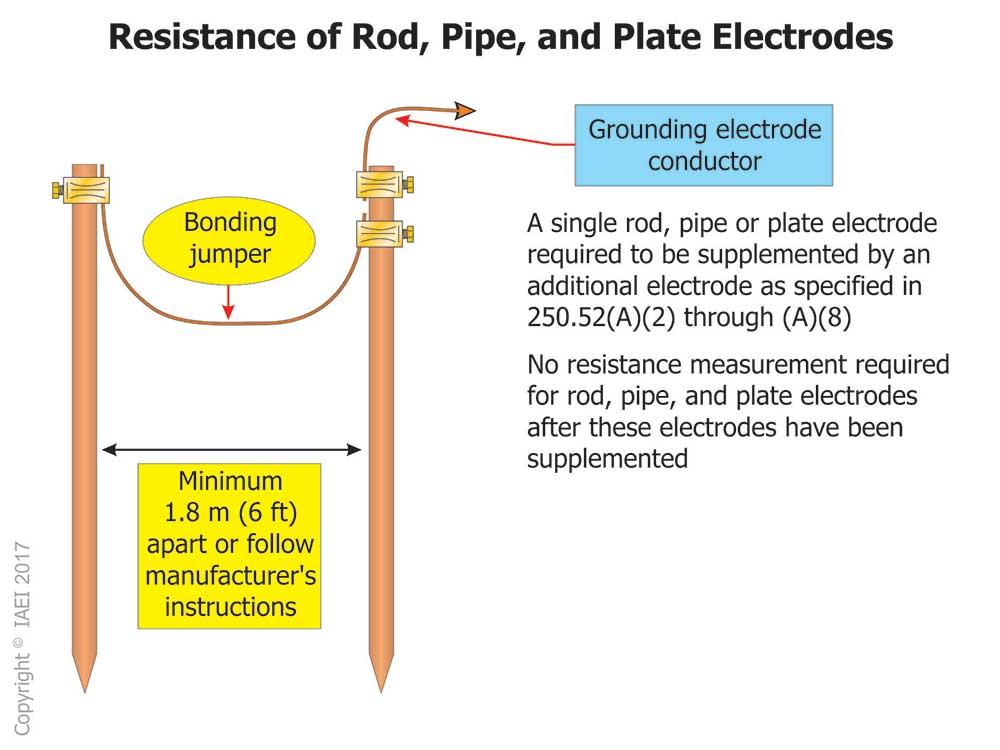 Resistance of Rod, Pipe, and Plate Electrodes
Grounding electrode
conductor
Bonding
jumper
A single rod, pipe or plate electrode
required to be supplemented by an
additional electrode as specified in
250.52(A)(2) through (A)(8)
No resistance measurement required
for rod, pipe, and plate electrodes
after these electrodes have been
supplemented
Minimum
1.8 m (6 ft)
apart or follow
manufacturer's
instructions
Copyright © IAEI 2017